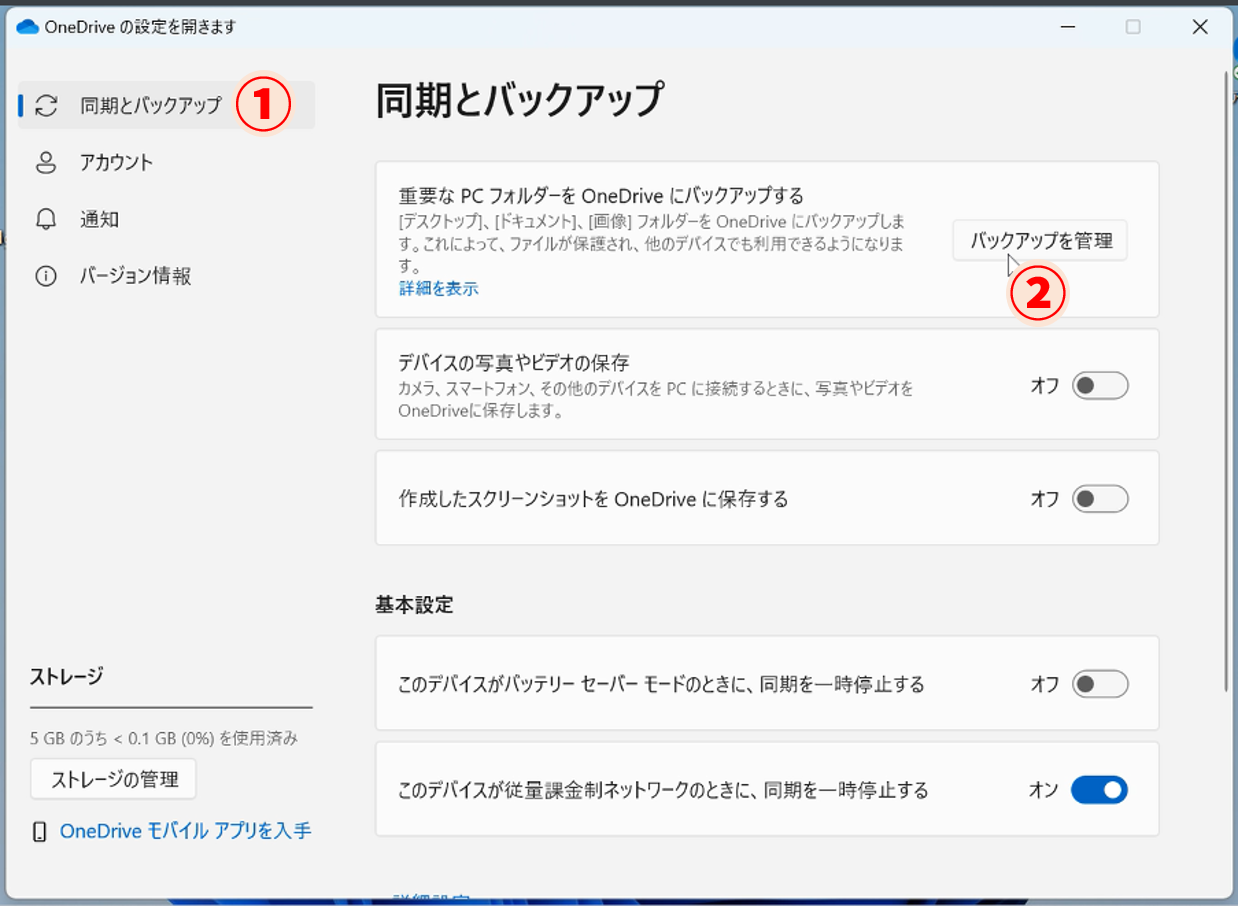 OneDrive の設定を開きます
同期とバックアップ
1
アカウント
通知
バージョン情報
ストレージ
5 GB のうち < 0.1 GB (0%) を使用済み
ストレージの管理
OneDrive モバイル アプリを入手
同期とバックアップ
重要な PC フォルダーを OneDrive にバックアップする
[デスクトップ]、[ドキュメント]、[画像] フォルダーを OneDrive にバックアップしま
す。これによって、ファイルが保護され、他のデバイスでも利用できるようになりま
す。
詳細を表示
バックアップを管理
2
デバイスの写真やビデオの保存
カメラ、スマートフォン、その他のデバイスを PC に接続するときに、写真やビデオを
OneDriveに保存します。
オフ
作成したスクリーンショットを OneDrive に保存する
オフ
基本設定
このデバイスがバッテリー セーバー モードのときに、同期を一時停止する
オフ
このデバイスが従量課金制ネットワークのときに、同期を一時停止する
オン